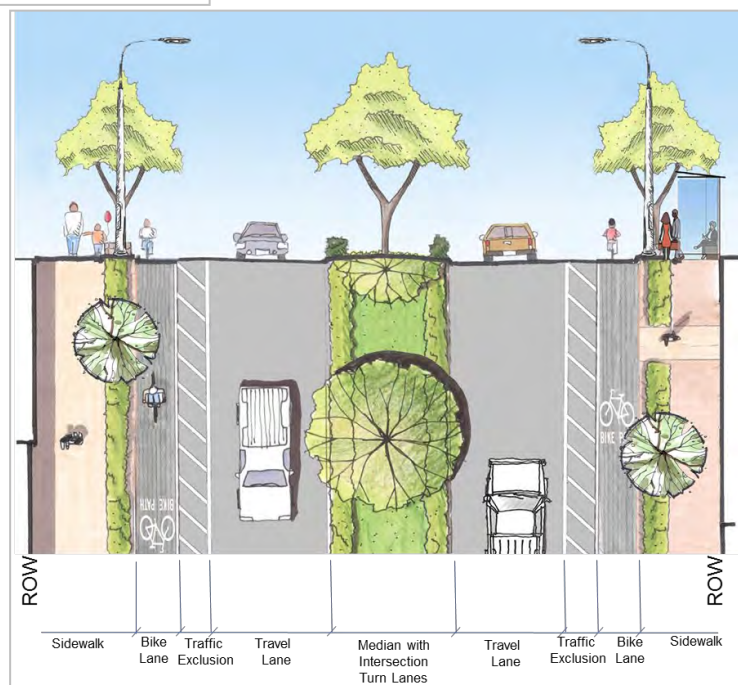 BIKE PATH
BIKE P
ROW
ROW
Sidewalk
Bike
Lane
Traffic
Exclusion
Travel
Lane
Median with
Intersection
Turn Lanes
Travel
Lane
Traffic
Exclusion
Bike
Lane
Sidewalk